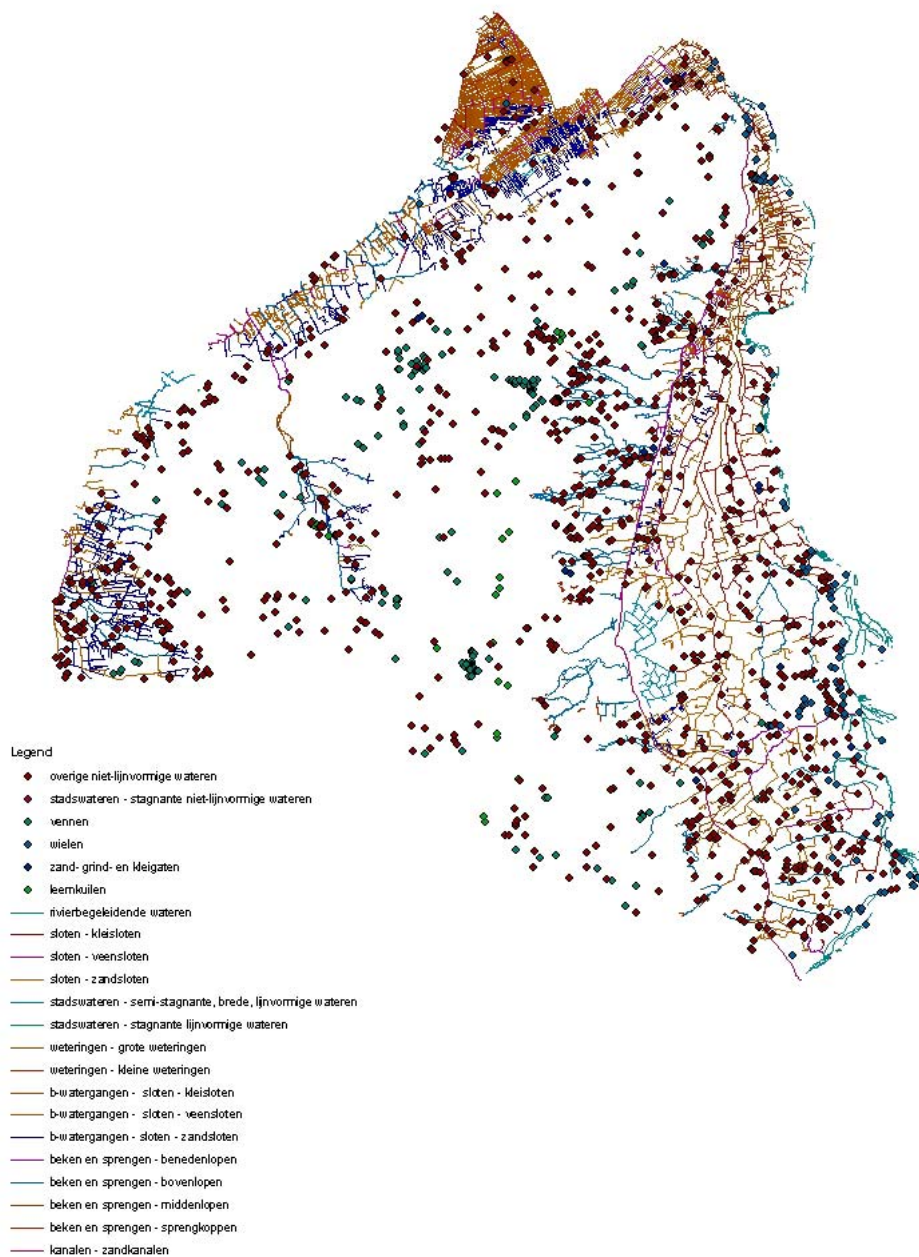 Legend
overige niet-lijnvormige wateren
stadswateren - stagnante niet-lijnvormige wateren
vennen
wielen
zand- grind- en kleigaten
leemkuilen
rivierbegeleidende wateren
sloten - kleisloten
sloten - veensloten
sloten - zandsloten
stadswateren - semi-stagnante, brede, lijnvormige wateren
stadswateren - stagnante lijnvormige wateren
weteringen - grote weteringen
weteringen - kleine weteringen
b-watergangen - sloten - kleisloten
b-watergangen - sloten - veensloten
b-watergangen - sloten - zandsloten
beken en sprengen - benedenlopen
beken en sprengen - bovenlopen
beken en sprengen - middenlopen
beken en sprengen - sprengkoppen
kanalen - zandkanalen